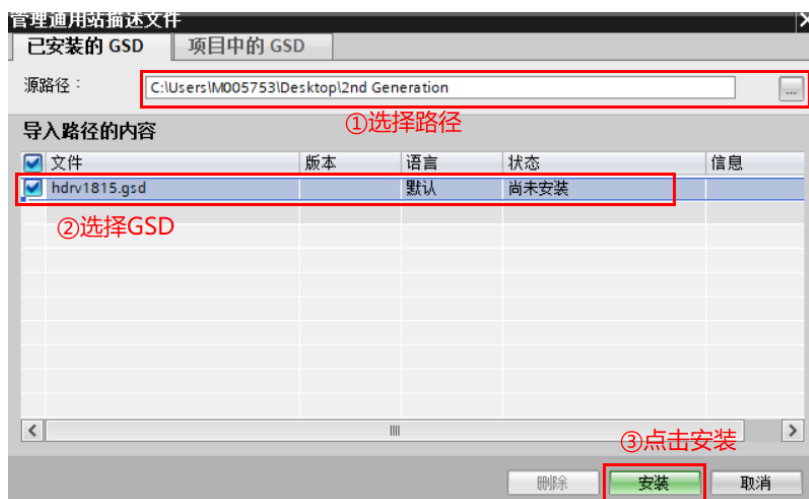 管理通用站描述文件
已安装的 GSD 项目中的 GSD
源路径： C:\Users\M005753\Desktop\2nd Generation ...
①选择路径
导入路径的内容
文件 版本 语言 状态 信息
hdrv1815.gsd 默认 尚未安装
②选择GSD
③点击安装
删除 安装 取消